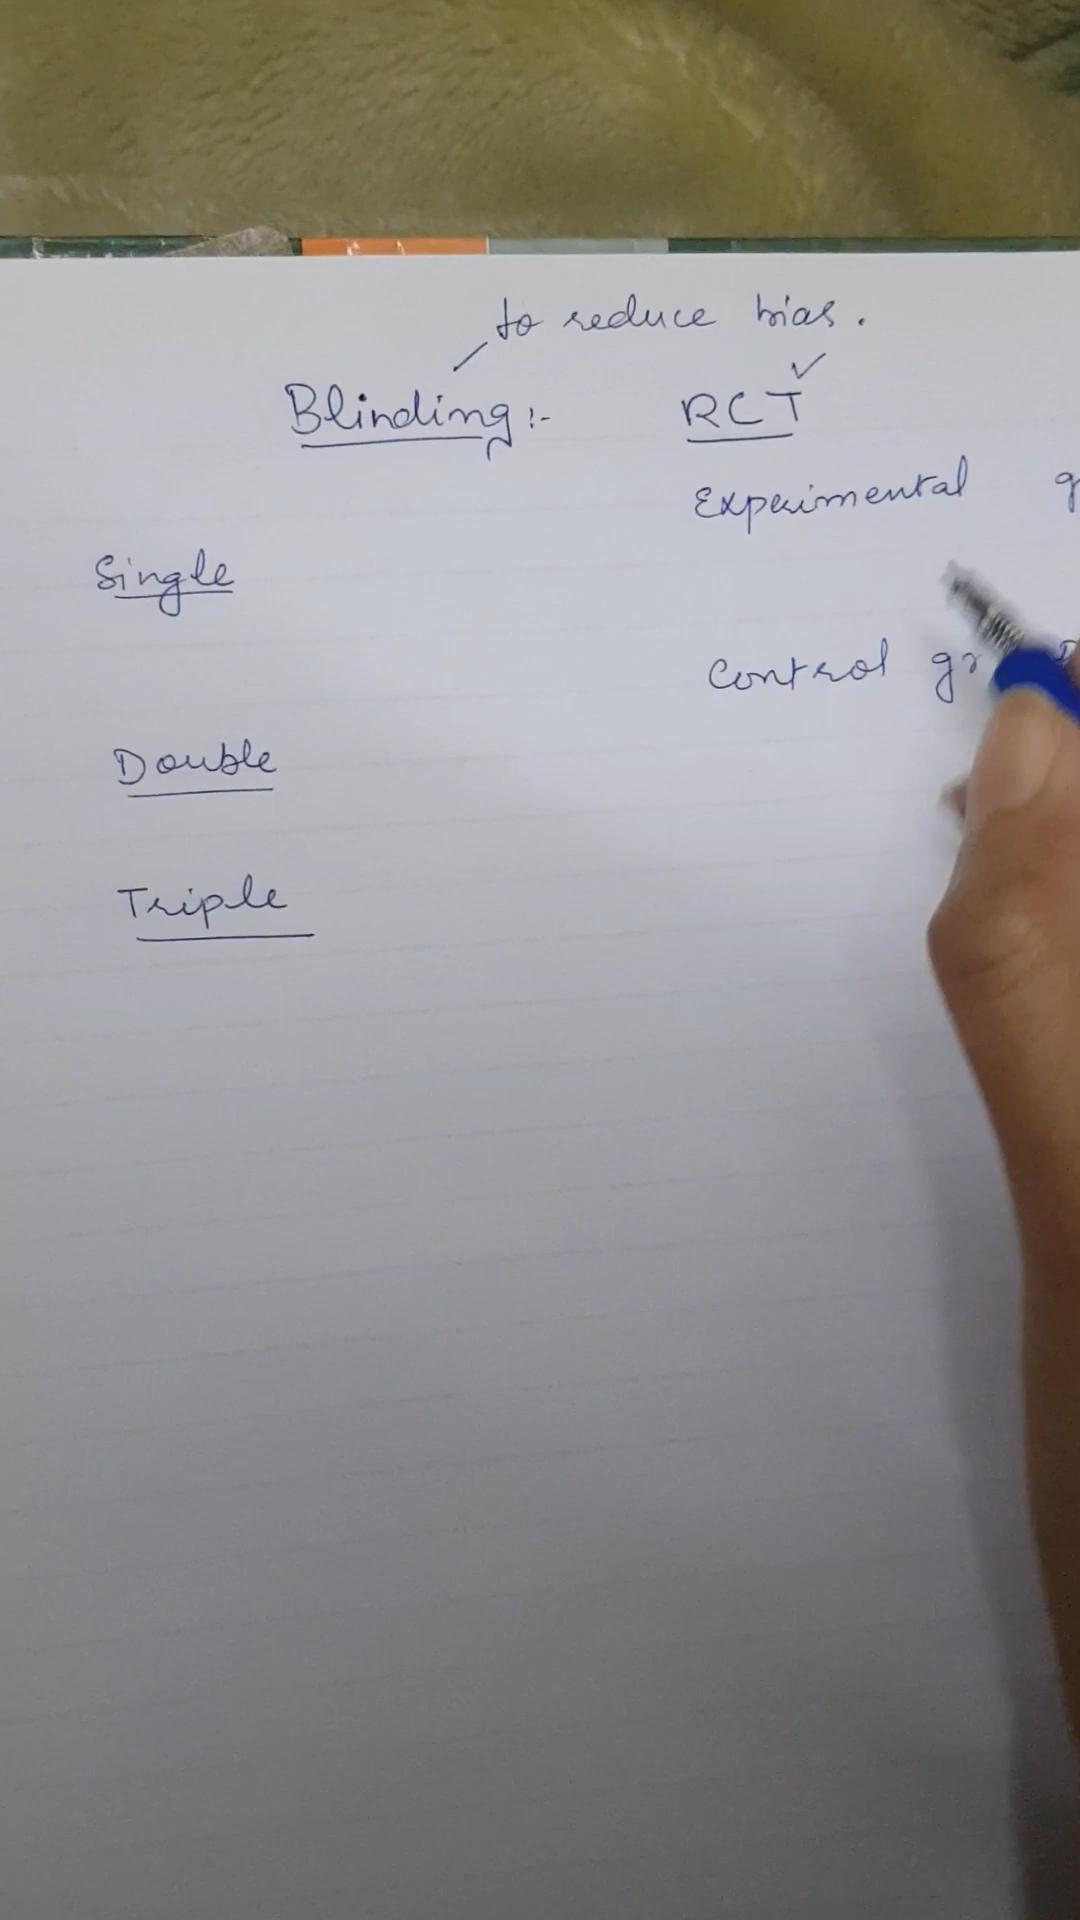 to reduce bias.
Blinding:- RCT ✓
Experimental
Single
Control
Double
Triple